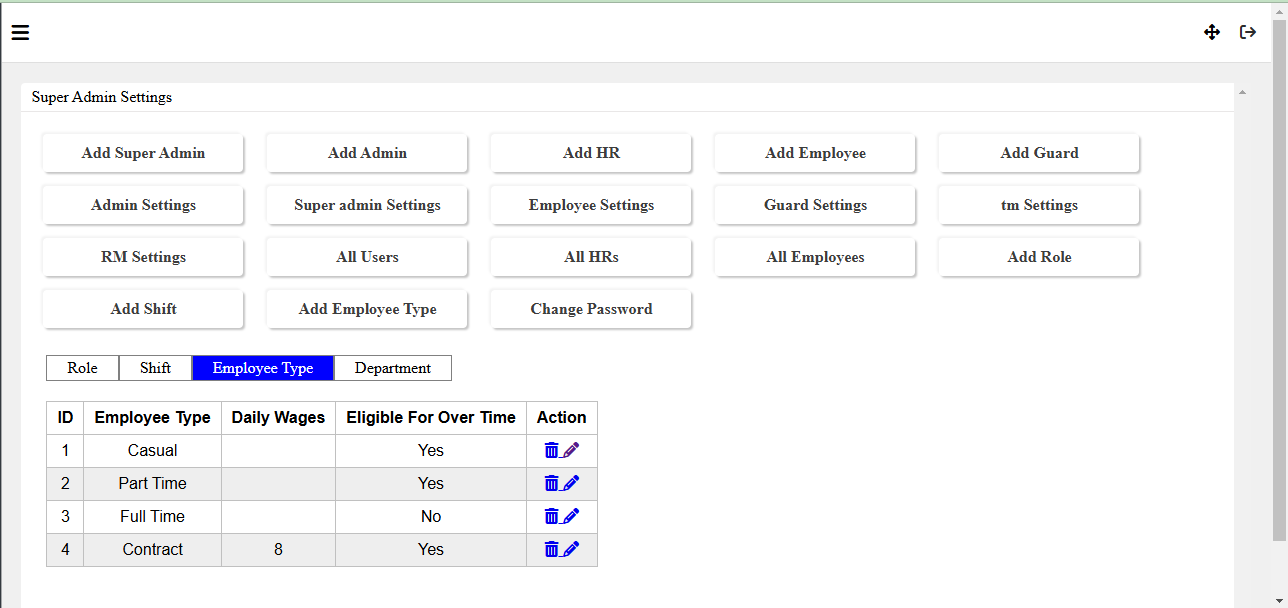 Super Admin Settings
Add Super Admin Add Admin Add HR Add Employee Add Guard
Admin Settings Super admin Settings Employee Settings Guard Settings tm Settings
RM Settings All Users All HRs All Employees Add Role
Add Shift Add Employee Type Change Password
Role Shift Employee Type Department
ID Employee Type Daily Wages Eligible For Over Time Action
1 Casual Yes
2 Part Time Yes
3 Full Time No
4 Contract 8 Yes